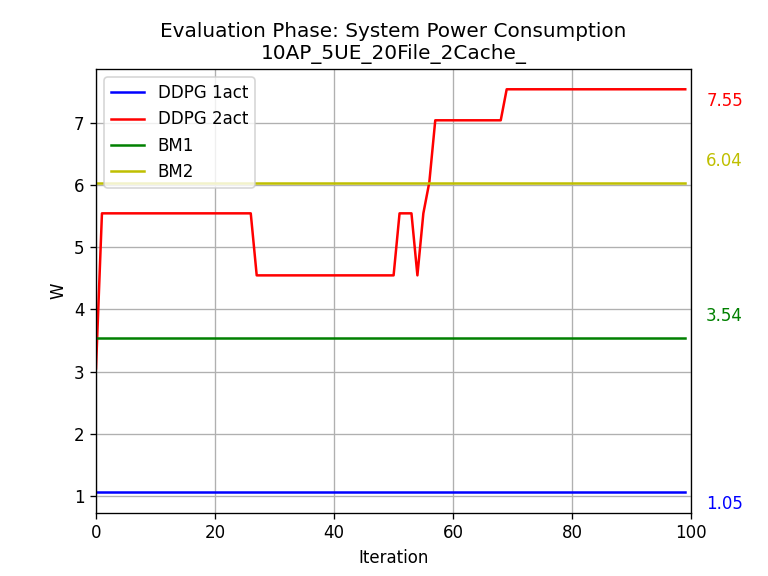 Evaluation Phase: System Power Consumption
10AP_5UE_20File_2Cache_
DDPG 1act
DDPG 2act
BM1
BM2
7.55
6.04
3.54
1.05
W
7
6
5
4
3
2
1
0 20 40 60 80 100
Iteration